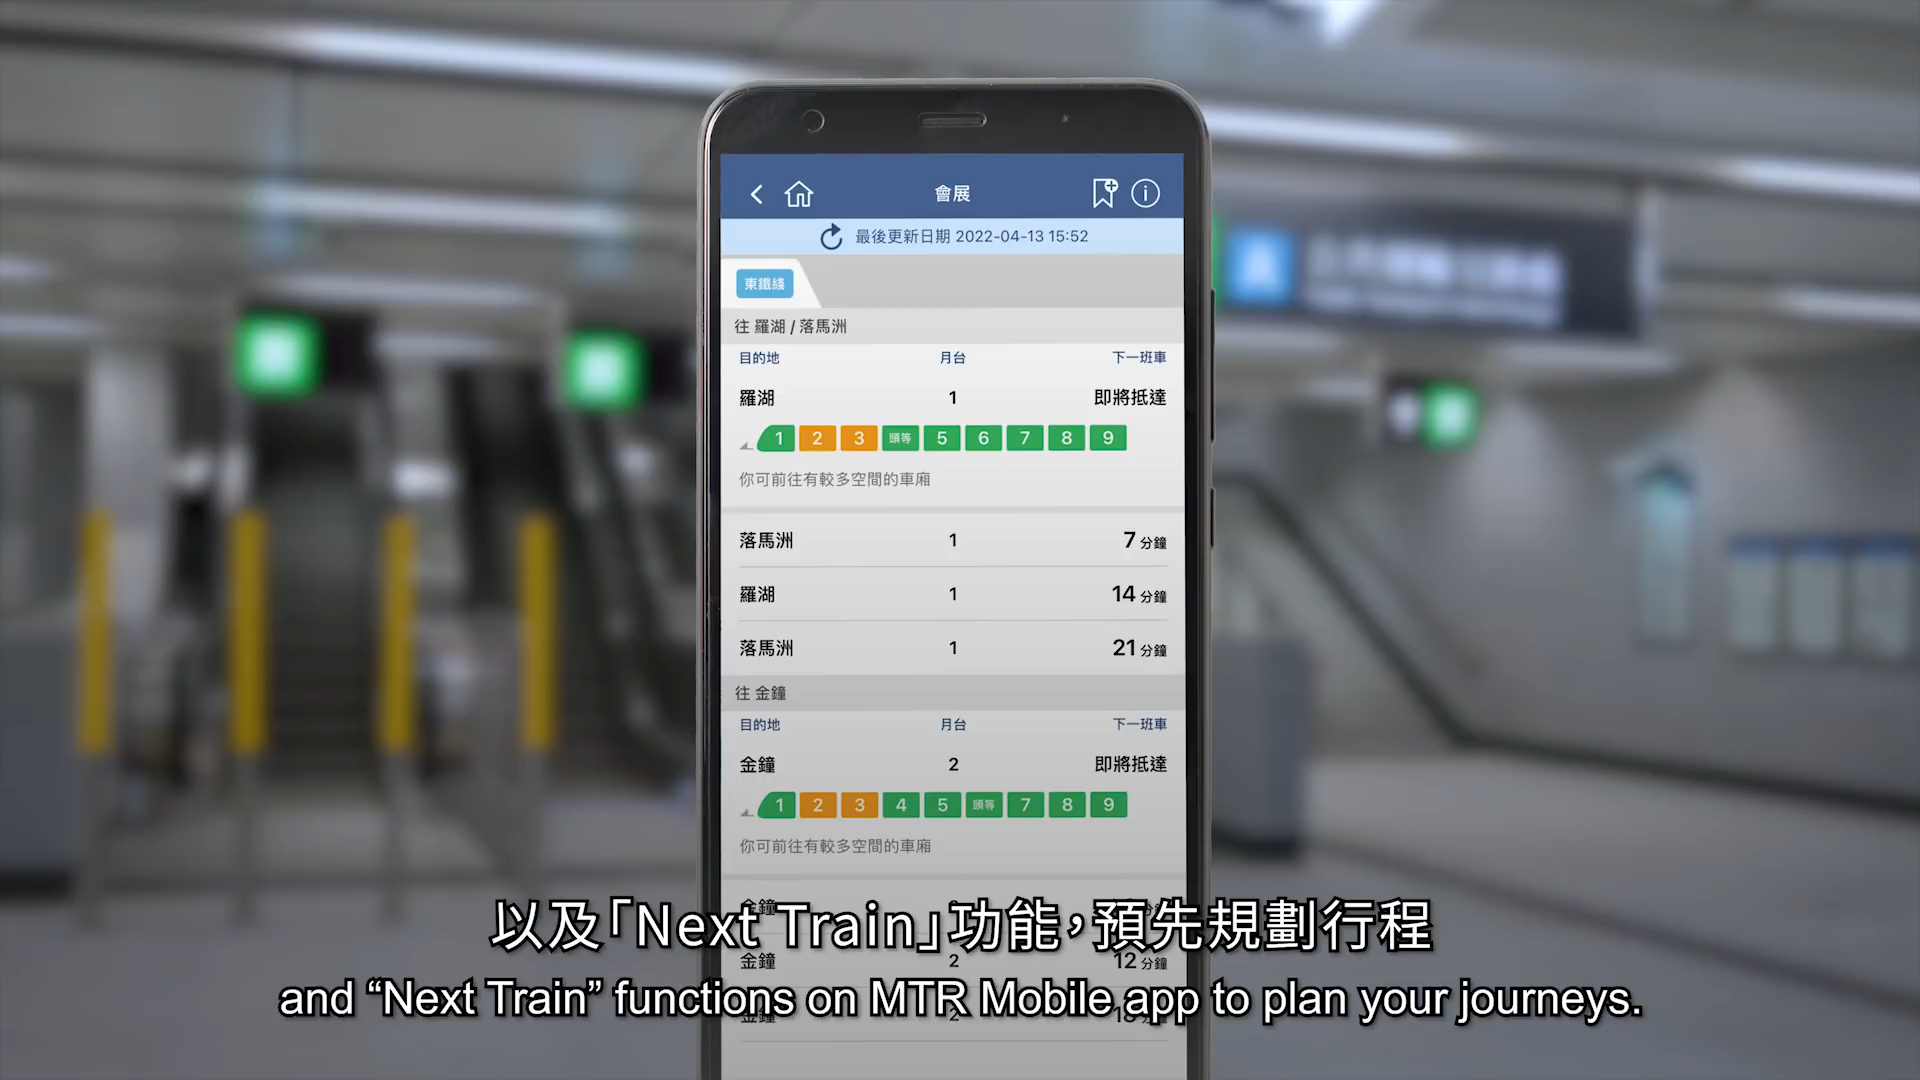 會展
最後更新日期 2022-04-13 15:52
東鐵綫
往 羅湖 / 落馬洲
目的地 月台 下一班車
羅湖 1 即將抵達
1 2 3 頭等 5 6 7 8 9
你可前往有較多空間的車廂
落馬洲 1 7 分鐘
羅湖 1 14 分鐘
落馬洲 1 21 分鐘
往 金鐘
目的地 月台 下一班車
金鐘 2 即將抵達
1 2 3 4 5 頭等 7 8 9
你可前往有較多空間的車廂
金鐘
以及「Next Train」功能，預先規劃行程
金鐘 2 12 分鐘
and “Next Train” functions on MTR Mobile app to plan your journeys.
金鐘 2 18